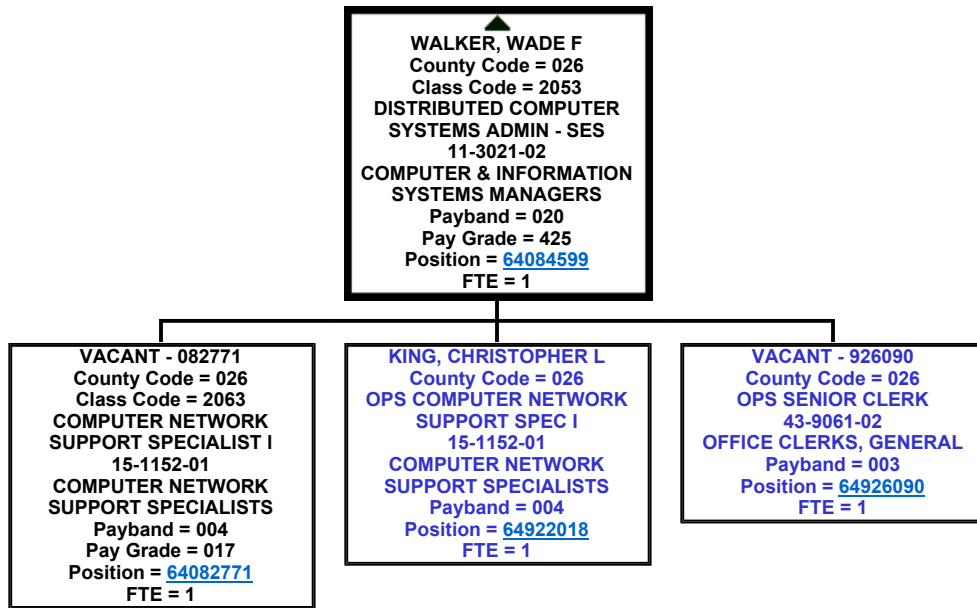 WALKER, WADE F
County Code = 026
Class Code = 2053
DISTRIBUTED COMPUTER
SYSTEMS ADMIN - SES
11-3021-02
COMPUTER & INFORMATION
SYSTEMS MANAGERS
Payband = 020
Pay Grade = 425
Position = 64084599
FTE = 1
VACANT - 082771
County Code = 026
Class Code = 2063
COMPUTER NETWORK
SUPPORT SPECIALIST I
15-1152-01
COMPUTER NETWORK
SUPPORT SPECIALISTS
Payband = 004
Pay Grade = 017
Position = 64082771
FTE = 1
KING, CHRISTOPHER L
County Code = 026
OPS COMPUTER NETWORK
SUPPORT SPEC I
15-1152-01
COMPUTER NETWORK
SUPPORT SPECIALISTS
Payband = 004
Position = 64922018
FTE = 1
VACANT - 926090
County Code = 026
OPS SENIOR CLERK
43-9061-02
OFFICE CLERKS, GENERAL
Payband = 003
Position = 64926090
FTE = 1